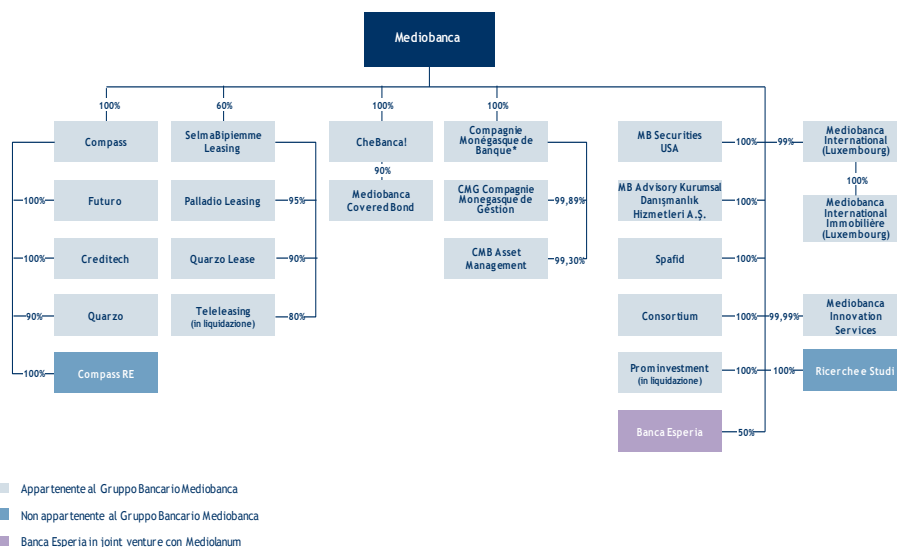 Mediobanca
100%
60%
100%
100%
Compass
SelmaBipiemme
Leasing
CheBanca!
Compagnie
Monégasque de
Banque*
MB Securities
USA
100%
99%
Mediobanca
International
(Luxembourg)
90%
100%
100%
Futuro
Palladio Leasing
95%
Mediobanca
Covered Bond
CMG Compagnie
Monegasque de
Géstion
99,89%
MB Advisory Kurumsal
Danışmanlık
Hizmetleri A.Ş.
100%
Mediobanca
International
Immobilière
(Luxembourg)
100%
Creditech
Quarzo Lease
90%
CMB Asset
Management
99,30%
Spafid
100%
90%
Quarzo
Teleleasing
(in liquidazione)
80%
Consortium
100%
99,99%
Mediobanca
Innovation
Services
100%
Compass RE
Prominvestment
(in liquidazione)
100%
100%
Ricerche e Studi
Banca Esperia
50%
Appartenente al Gruppo Bancario Mediobanca
Non appartenente al Gruppo Bancario Mediobanca
Banca Esperia in joint venture con Mediolanum